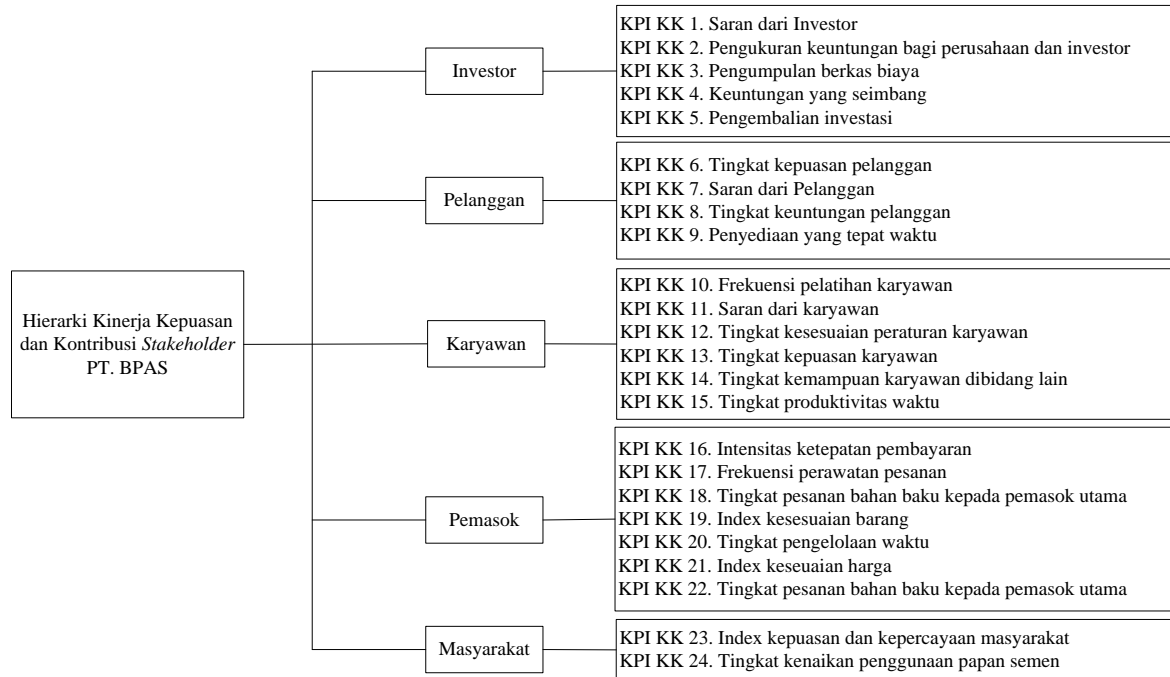 Hierarki Kinerja Kepuasan
dan Kontribusi Stakeholder
PT. BPAS
Investor
KPI KK 1. Saran dari Investor
KPI KK 2. Pengukuran keuntungan bagi perusahaan dan investor
KPI KK 3. Pengumpulan berkas biaya
KPI KK 4. Keuntungan yang seimbang
KPI KK 5. Pengembalian investasi
Pelanggan
KPI KK 6. Tingkat kepuasan pelanggan
KPI KK 7. Saran dari Pelanggan
KPI KK 8. Tingkat keuntungan pelanggan
KPI KK 9. Penyediaan yang tepat waktu
Karyawan
KPI KK 10. Frekuensi pelatihan karyawan
KPI KK 11. Saran dari karyawan
KPI KK 12. Tingkat kesesuaian peraturan karyawan
KPI KK 13. Tingkat kepuasan karyawan
KPI KK 14. Tingkat kemampuan karyawan dibidang lain
KPI KK 15. Tingkat produktivitas waktu
Pemasok
KPI KK 16. Intensitas ketepatan pembayaran
KPI KK 17. Frekuensi perawatan pesanan
KPI KK 18. Tingkat pesanan bahan baku kepada pemasok utama
KPI KK 19. Index kesesuaian barang
KPI KK 20. Tingkat pengelolaan waktu
KPI KK 21. Index keseuaian harga
KPI KK 22. Tingkat pesanan bahan baku kepada pemasok utama
Masyarakat
KPI KK 23. Index kepuasan dan kepercayaan masyarakat
KPI KK 24. Tingkat kenaikan penggunaan papan semen